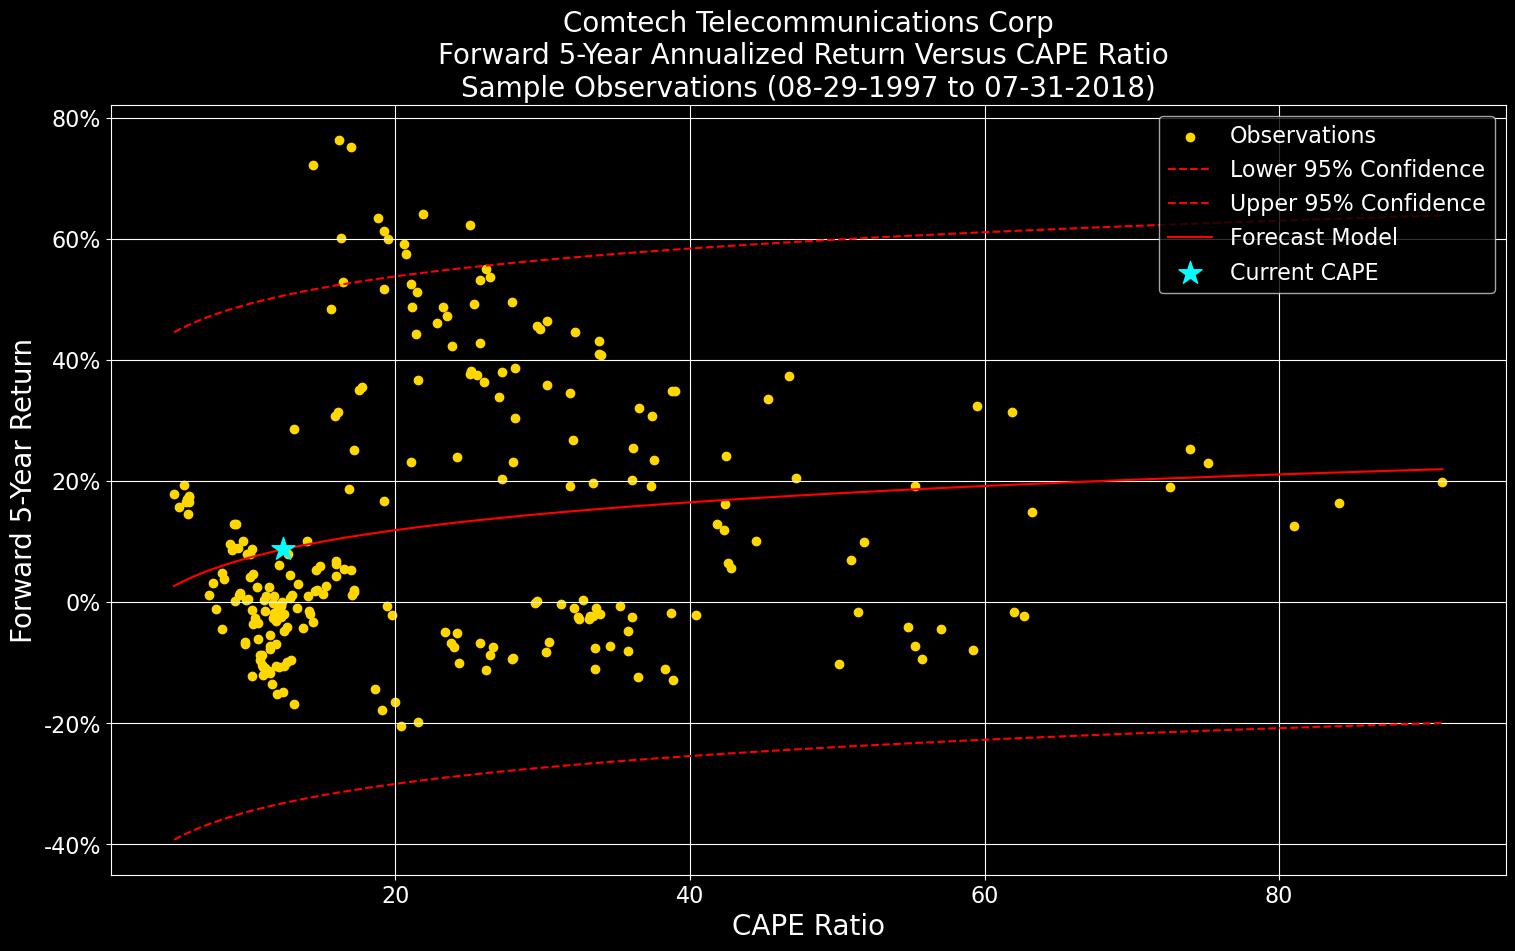 Comtech Telecommunications Corp
Forward 5-Year Annualized Return Versus CAPE Ratio
Sample Observations (08-29-1997 to 07-31-2018)
Observations
Lower 95% Confidence
Upper 95% Confidence
Forecast Model
Current CAPE
Forward 5-Year Return
80%
60%
40%
20%
0%
-20%
-40%
20 40 60 80
CAPE Ratio